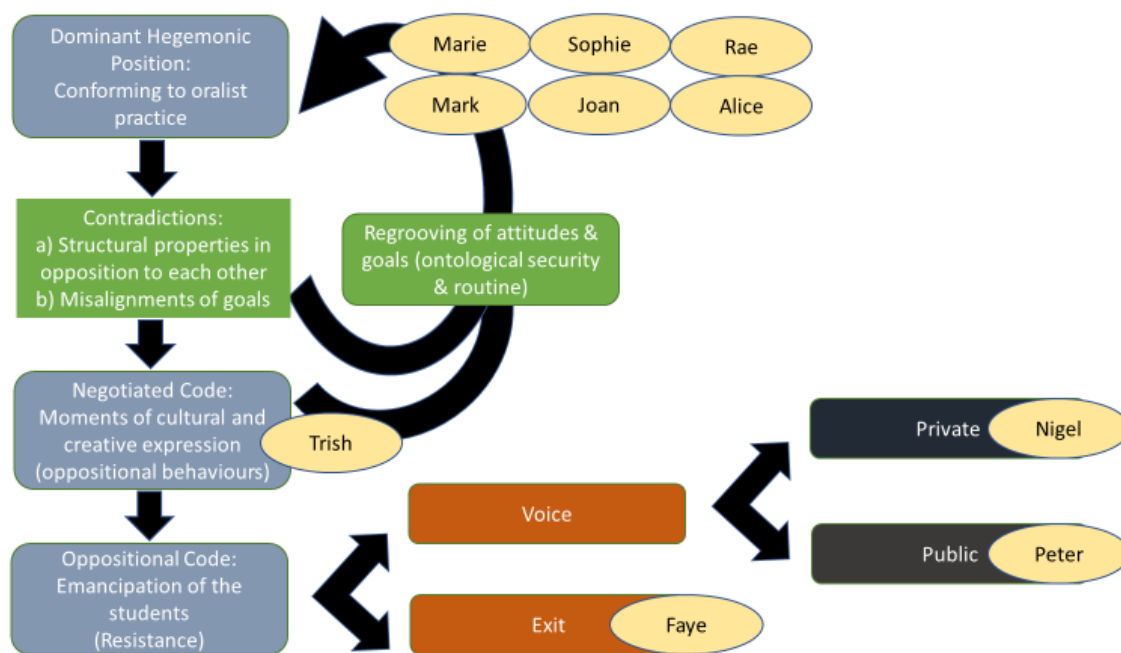 Dominant Hegemonic
Position:
Conforming to oralist
practice
Marie
Sophie
Rae
Mark
Joan
Alice
Contradictions:
a) Structural properties in
opposition to each other
b) Misalignments of goals
Regrooving of attitudes &
goals (ontological security
& routine)
Negotiated Code:
Moments of cultural and
creative expression
(oppositional behaviours)
Trish
Private
Nigel
Voice
Public
Peter
Oppositional Code:
Emancipation of the
students
(Resistance)
Exit
Faye